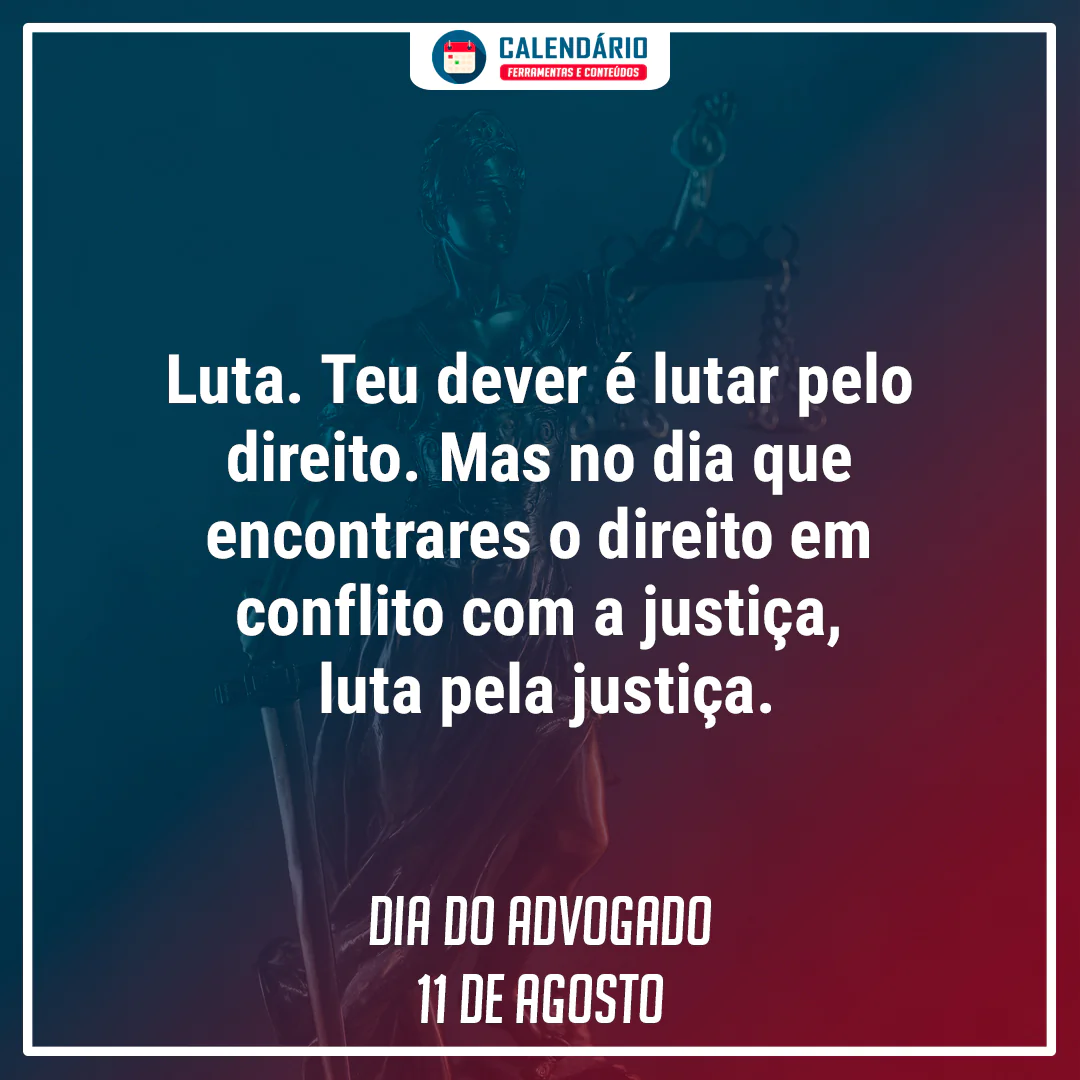 CALENDÁRIO
FERRAMENTAS E CONTEÚDOS
Luta. Teu dever é lutar pelo
direito. Mas no dia que
encontrares o direito em
conflito com a justiça,
luta pela justiça.
DIA DO ADVOGADO
11 DE AGOSTO